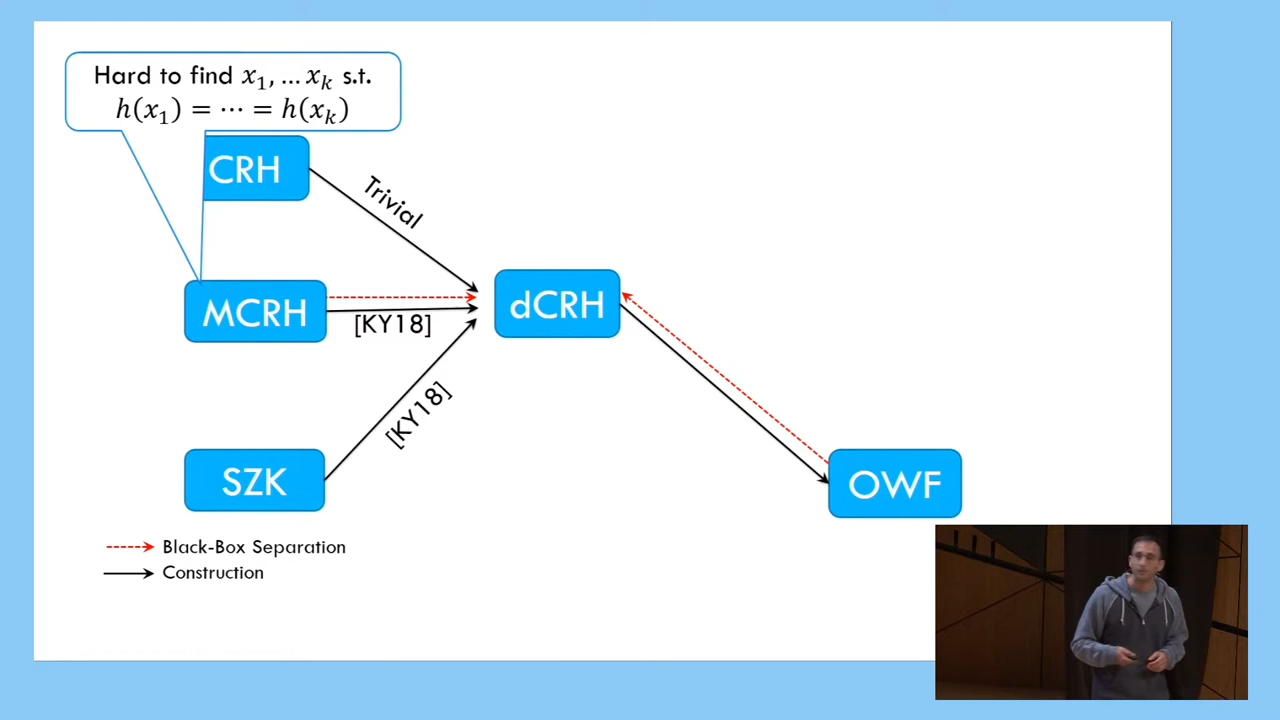 Hard to find x₁, … xₖ s.t.
h(x₁) = ⋯ = h(xₖ)
CRH
Trivial
MCRH
[KY18]
dCRH
[KY18]
SZK
OWF
Black-Box Separation
Construction